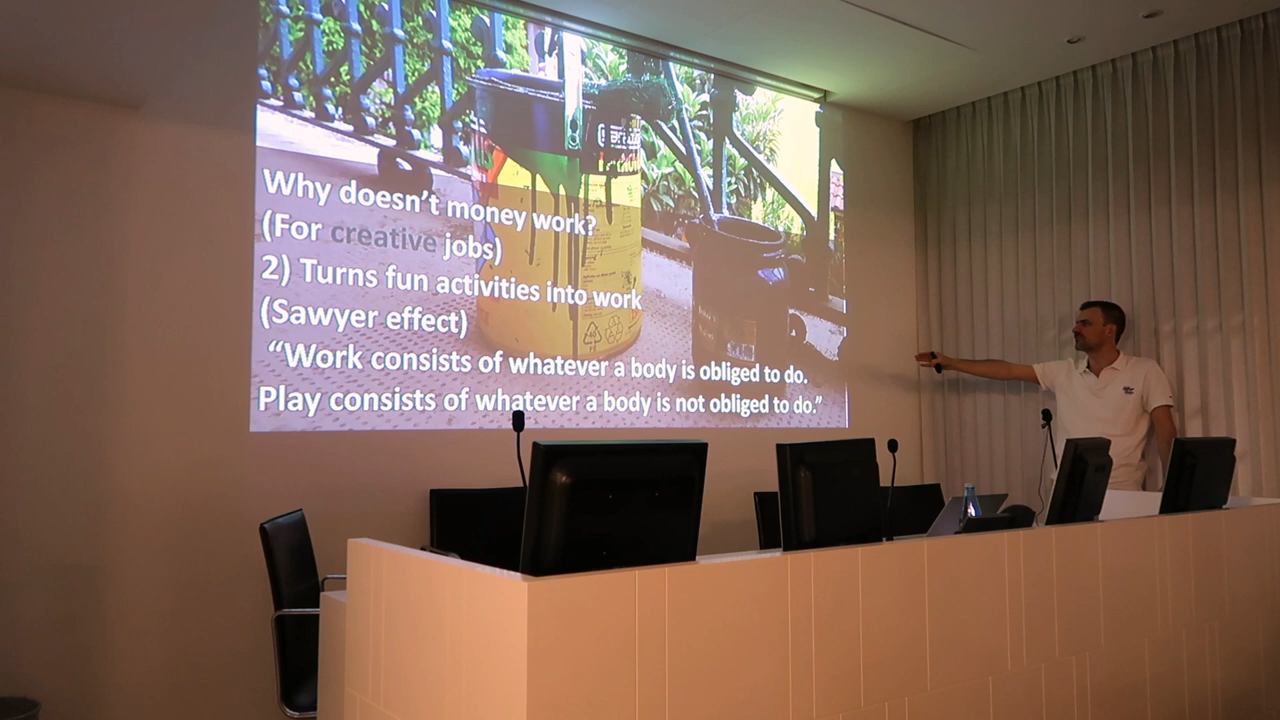 Why doesn’t money work?
(For creative jobs)
2) Turns fun activities into work
(Sawyer effect)
“Work consists of whatever a body is obliged to do.
Play consists of whatever a body is not obliged to do.”